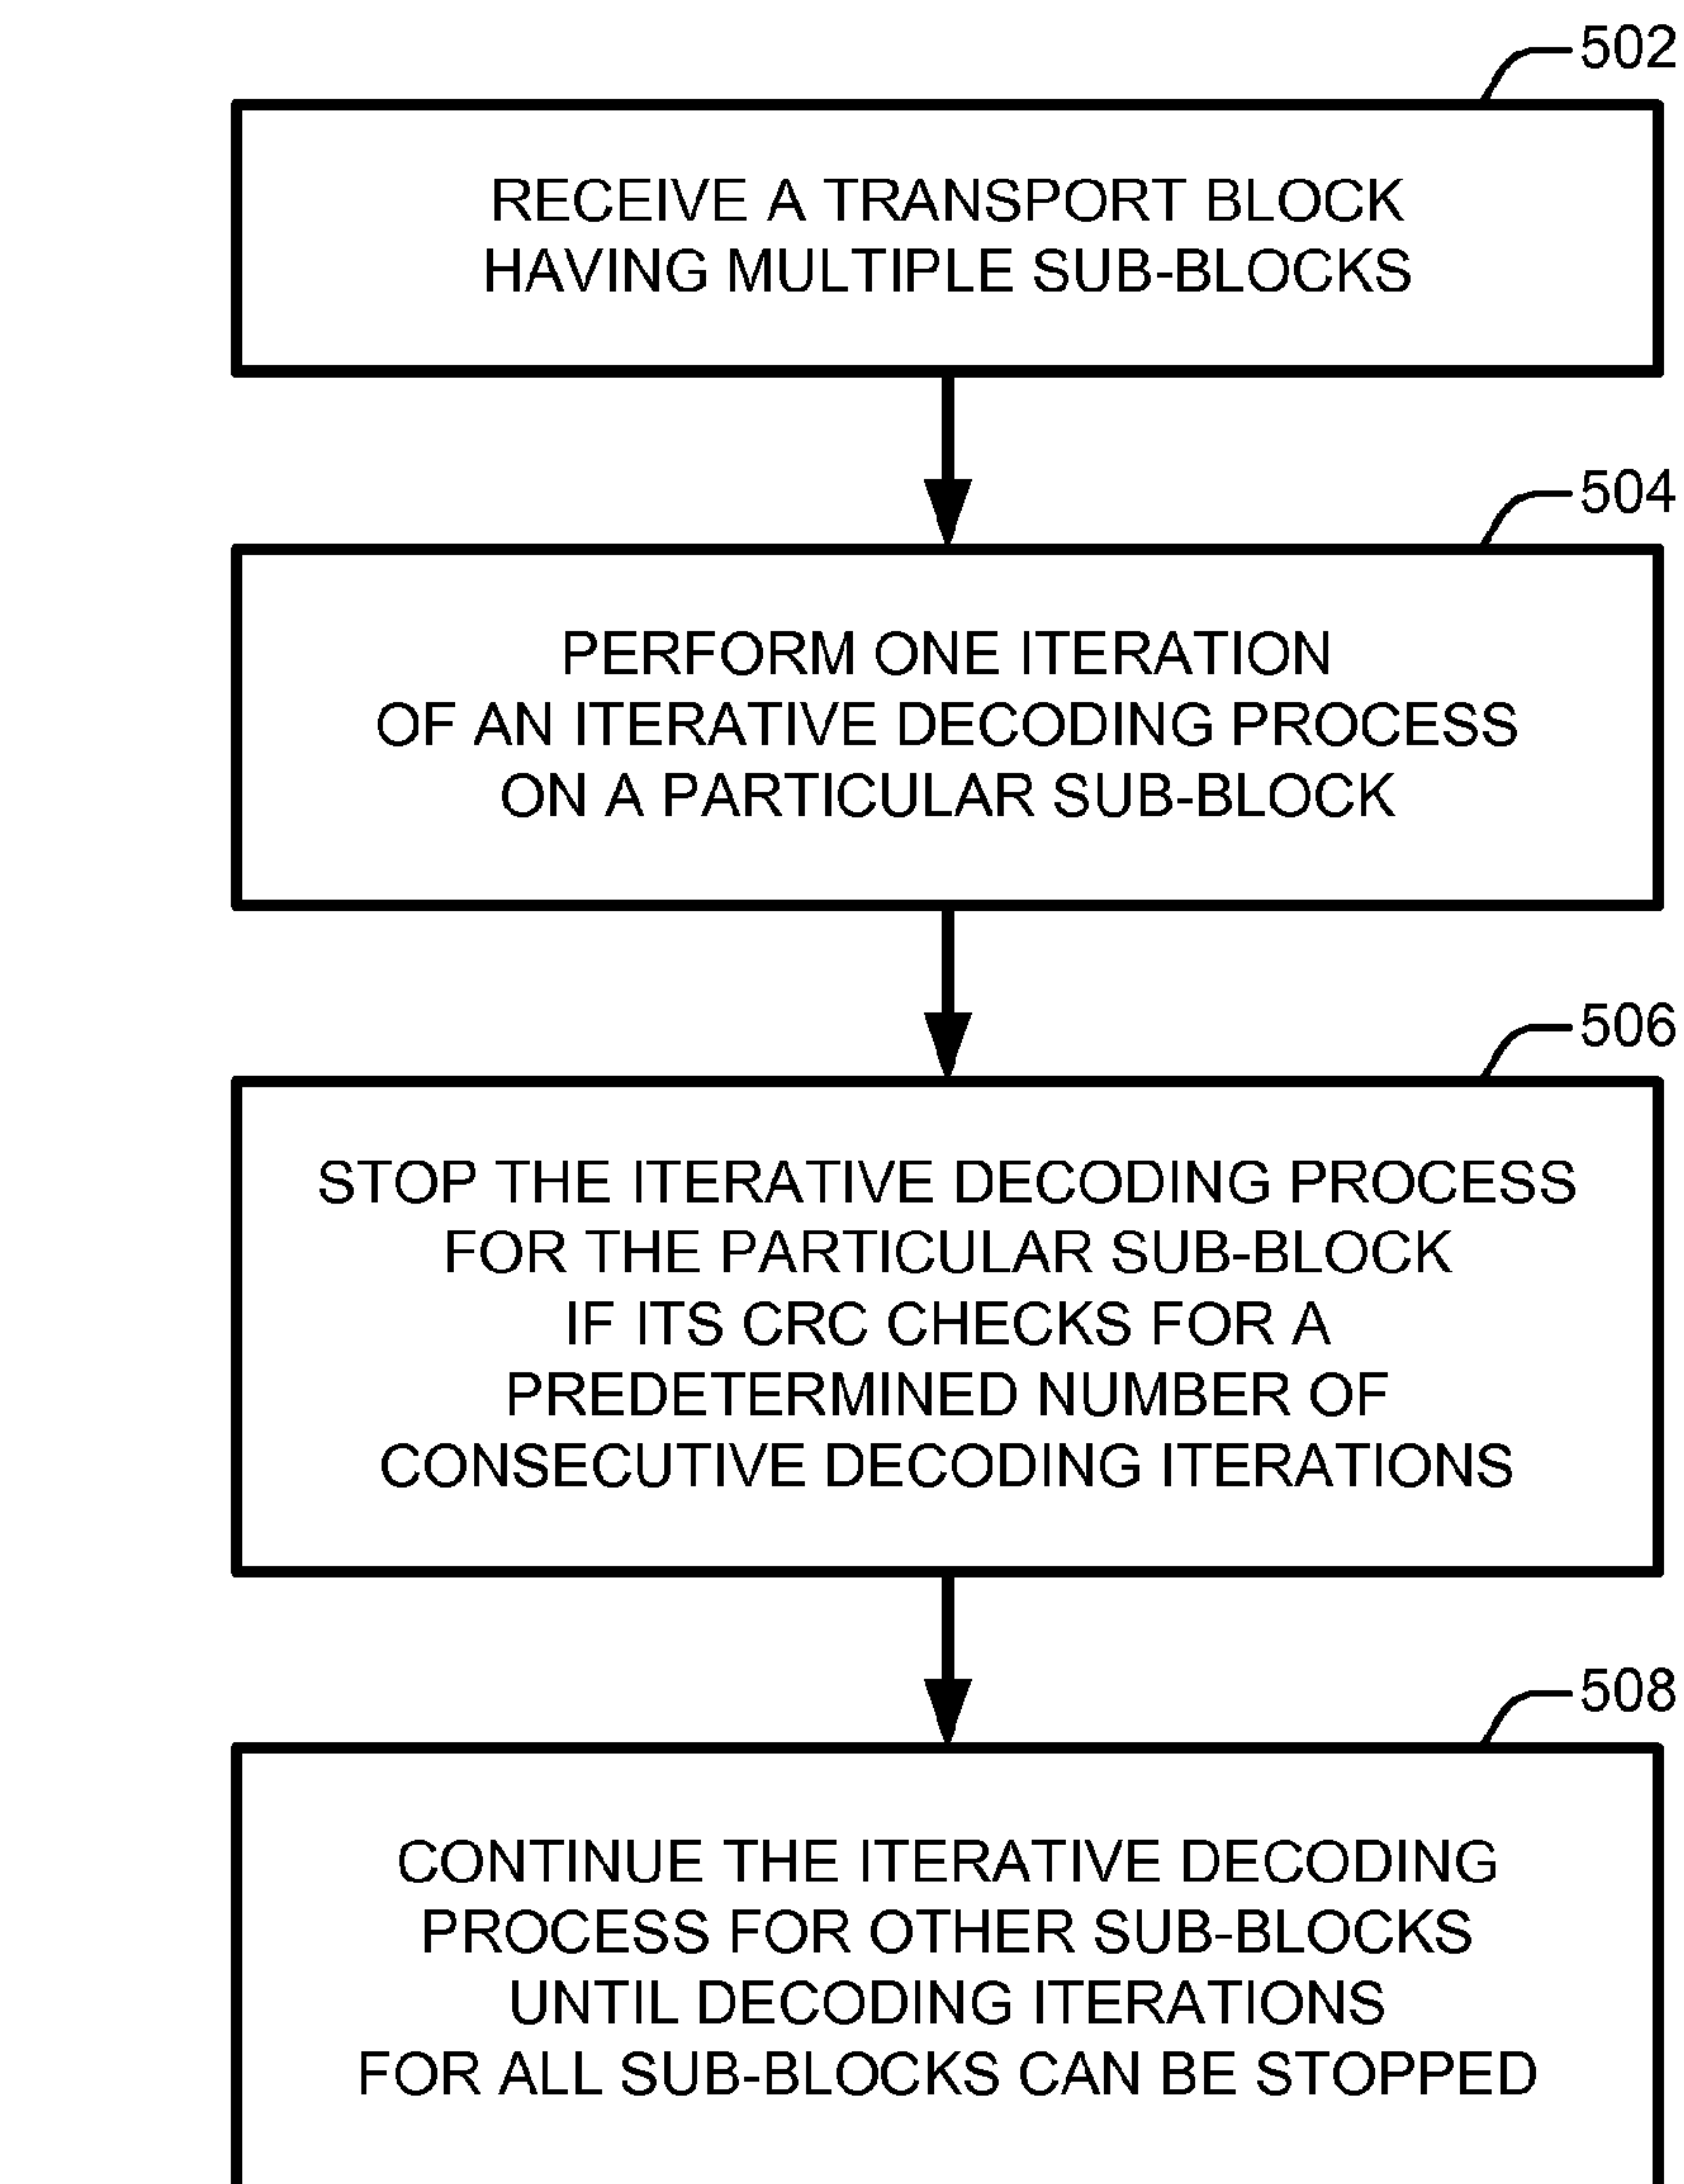 502
RECEIVE A TRANSPORT BLOCK
HAVING MULTIPLE SUB-BLOCKS
504
PERFORM ONE ITERATION
OF AN ITERATIVE DECODING PROCESS
ON A PARTICULAR SUB-BLOCK
506
STOP THE ITERATIVE DECODING PROCESS
FOR THE PARTICULAR SUB-BLOCK
IF ITS CRC CHECKS FOR A
PREDETERMINED NUMBER OF
CONSECUTIVE DECODING ITERATIONS
508
CONTINUE THE ITERATIVE DECODING
PROCESS FOR OTHER SUB-BLOCKS
UNTIL DECODING ITERATIONS
FOR ALL SUB-BLOCKS CAN BE STOPPED